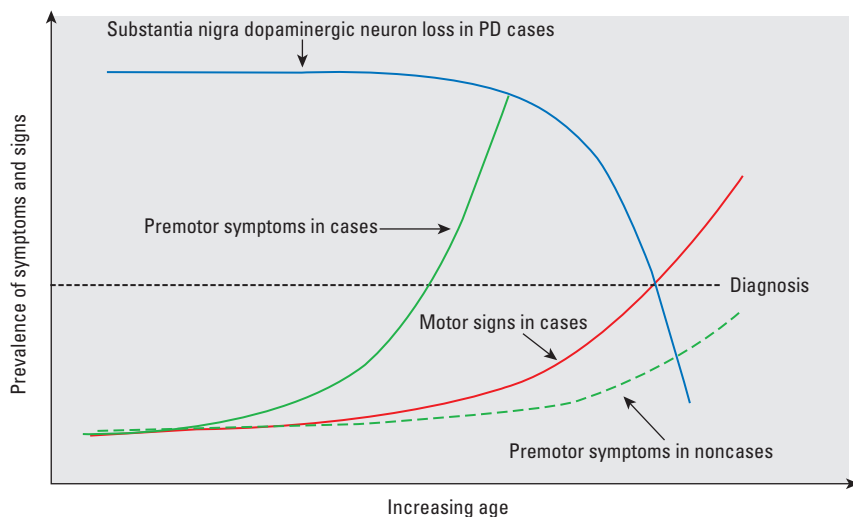 Substantia nigra dopaminergic neuron loss in PD cases
Prevalence of symptoms and signs
Premotor symptoms in cases
Diagnosis
Motor signs in cases
Premotor symptoms in noncases
Increasing age